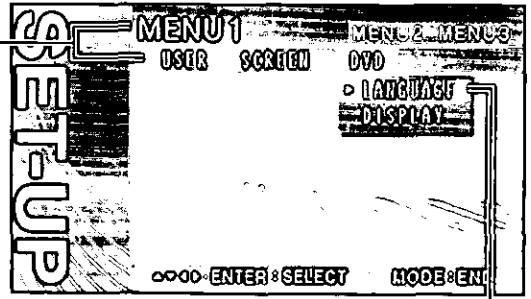 SET-UP
MENU1 MENU2 MENU3
USER SCREEN DVD
LANGUAGE
DISPLAY
▲▼◀▶·ENTER:SELECT MODE:END